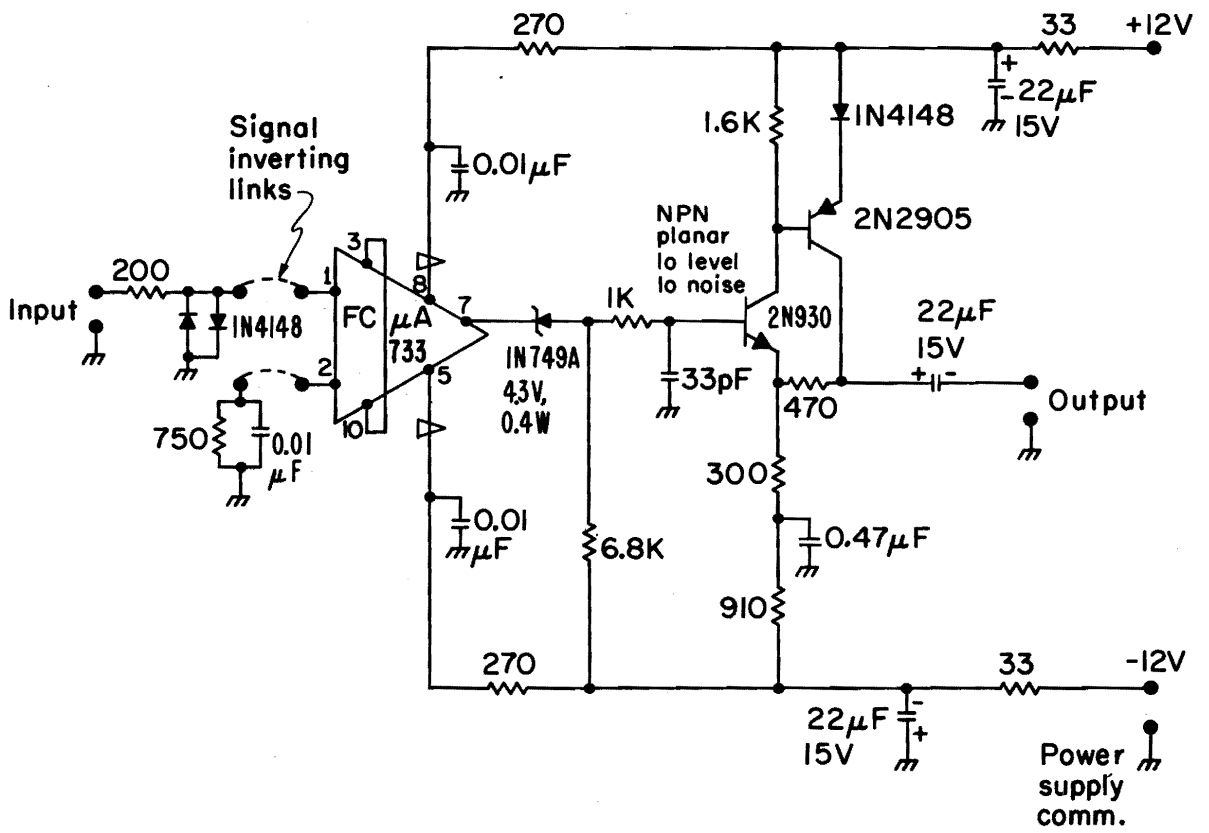 270
33
+12V
+
-22µF
15V
1.6K
1N4148
Signal
inverting
links
0.01µF
2N2905
NPN
planar
lo level
lo noise
200
3
1
8
7
Input
FC
µA
733
1N4148
1K
2N930
22µF
15V
+
-
2
5
1N749A
4.3V,
0.4W
33pF
470
Output
10
750
0.01
µF
300
0.01
µF
6.8K
0.47µF
910
270
33
-12V
22µF
15V
-
+
Power
supply
comm.